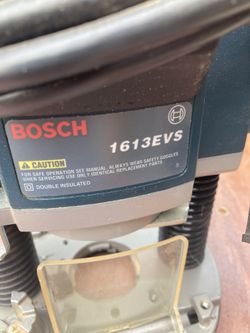 BOSCH
1613EVS
CAUTION
FOR SAFE OPERATION SEE MANUAL. ALWAYS WEAR SAFETY GOGGLES
WHEN SERVICING USE ONLY IDENTICAL REPLACEMENT PARTS.
DOUBLE INSULATED